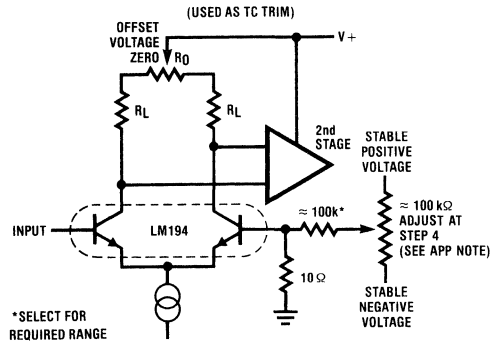 (USED AS TC TRIM)
OFFSET
VOLTAGE
ZERO
RO
V+
RL
RL
2nd
STAGE
STABLE
POSITIVE
VOLTAGE
≈ 100k*
≈ 100 kΩ
ADJUST AT
STEP 4
(SEE APP NOTE)
INPUT
LM194
10 Ω
STABLE
NEGATIVE
VOLTAGE
*SELECT FOR
REQUIRED RANGE